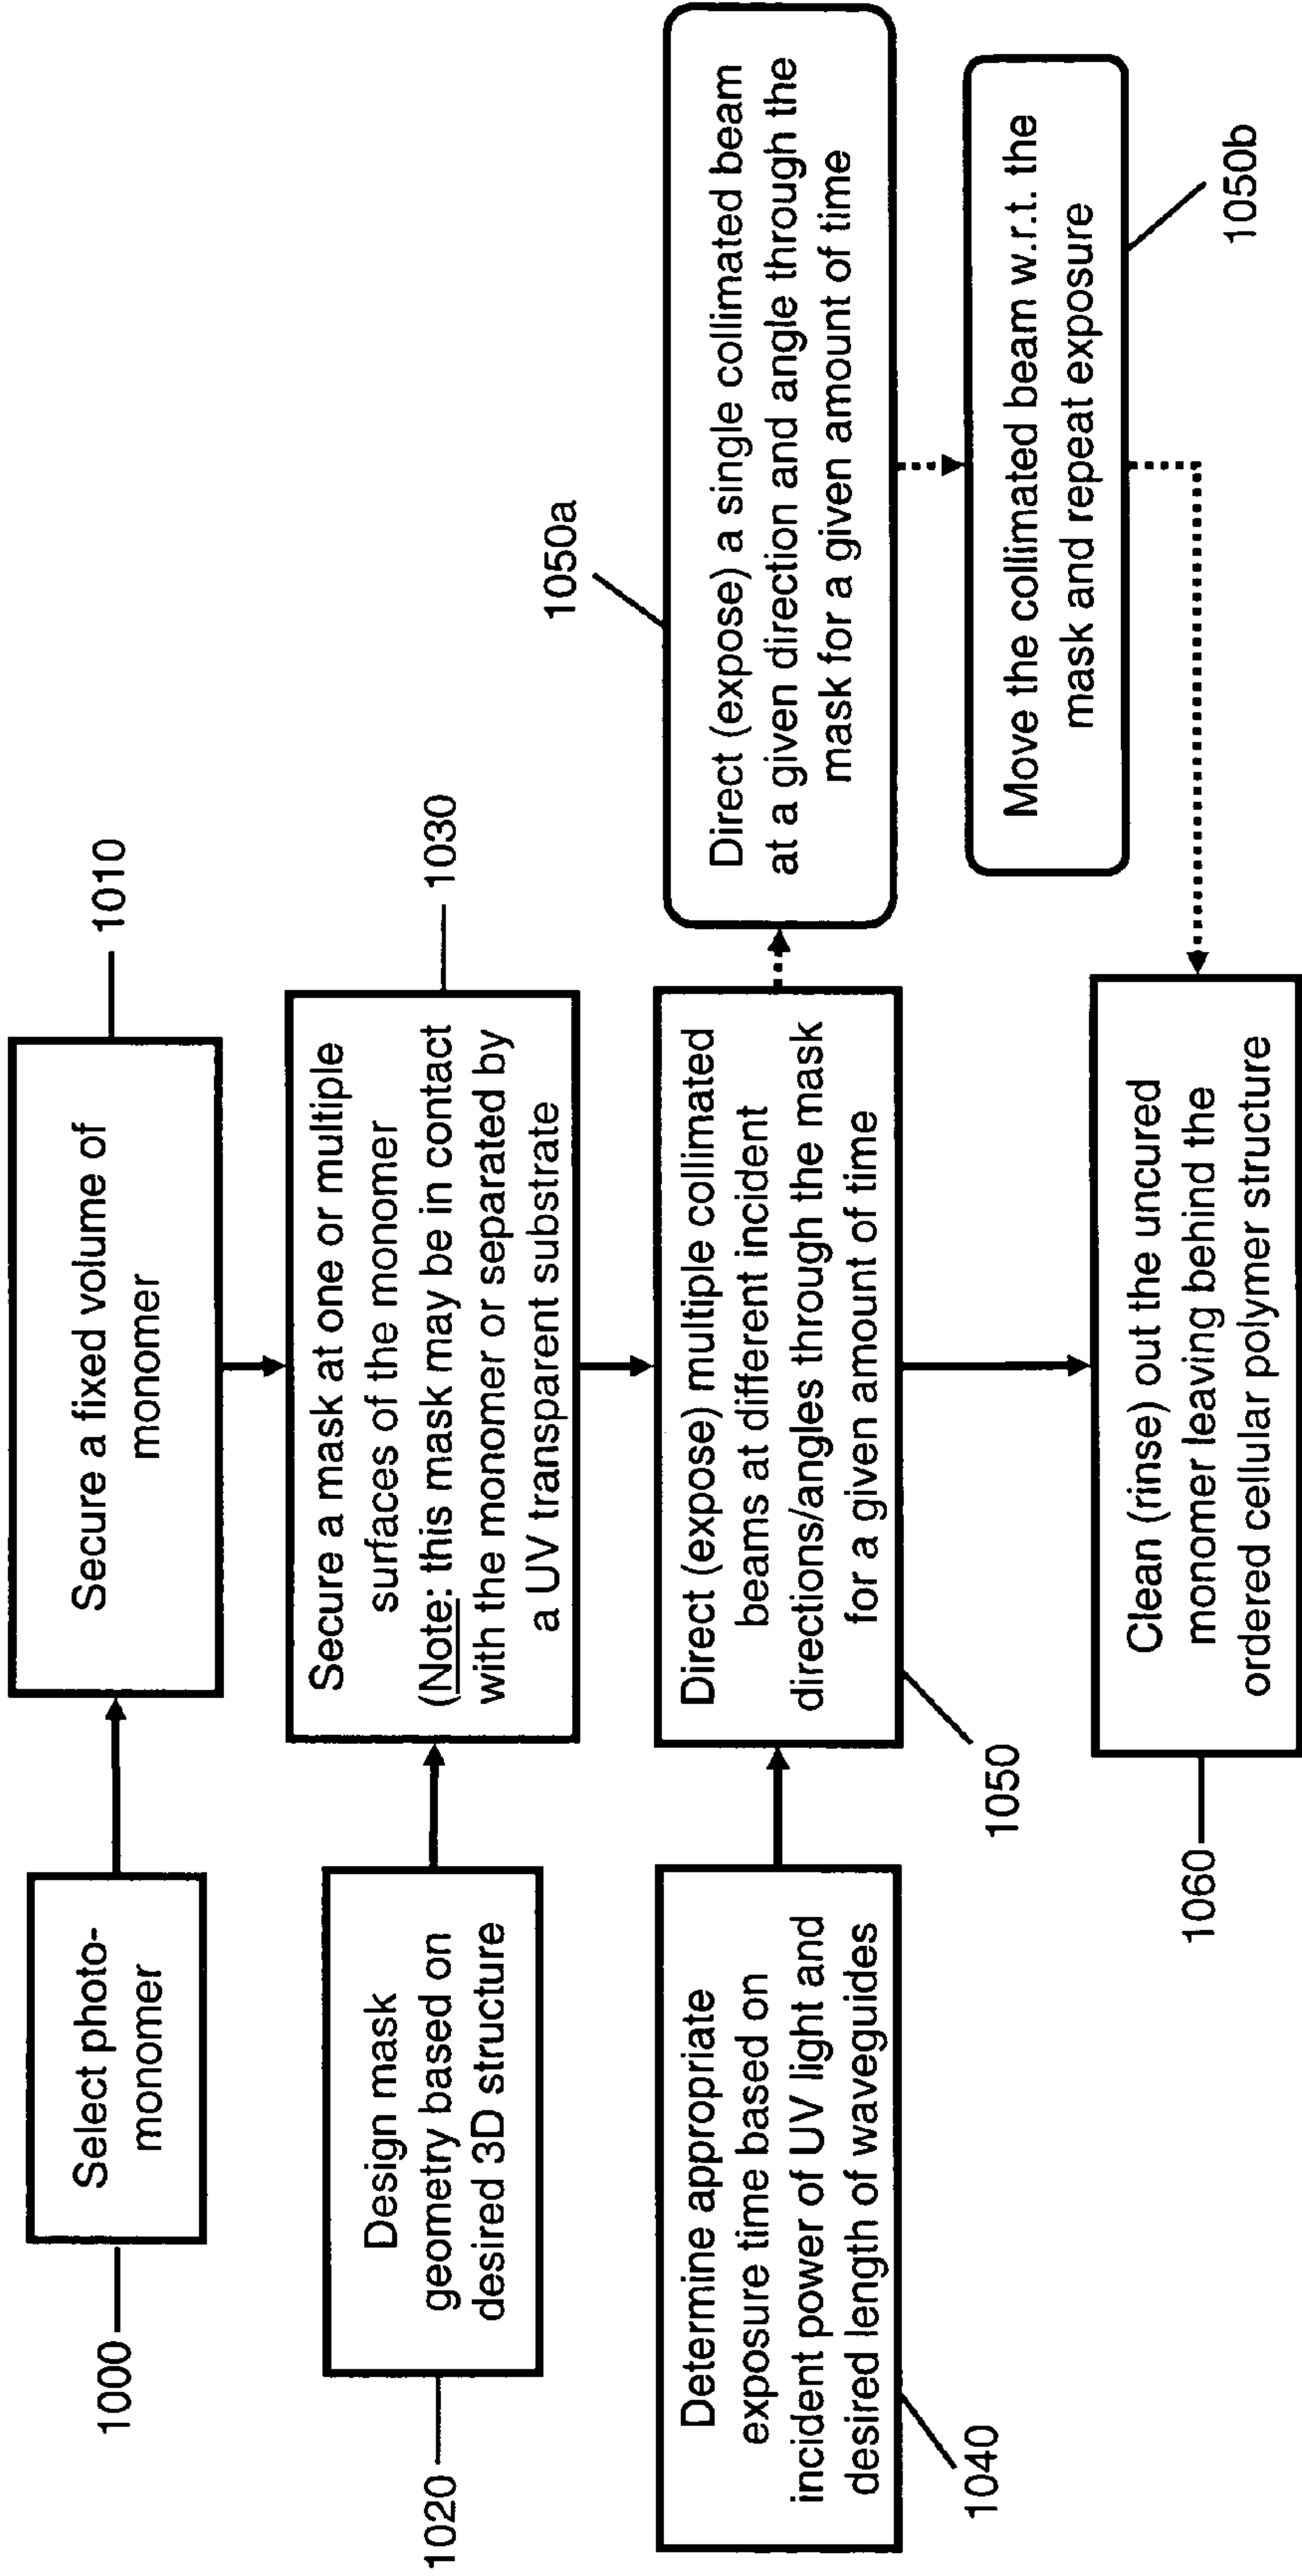 1000
Select photo-
monomer
Secure a fixed volume of
monomer
1010
1020
Design mask
geometry based on
desired 3D structure
Secure a mask at one or multiple
surfaces of the monomer
(Note: this mask may be in contact
with the monomer or separated by
a UV transparent substrate
1030
1040
Determine appropriate
exposure time based on
incident power of UV light and
desired length of waveguides
1050
Direct (expose) multiple collimated
beams at different incident
directions/angles through the mask
for a given amount of time
1050a
Direct (expose) a single collimated beam
at a given direction and angle through the
mask for a given amount of time
Move the collimated beam w.r.t. the
mask and repeat exposure
1050b
1060
Clean (rinse) out the uncured
monomer leaving behind the
ordered cellular polymer structure